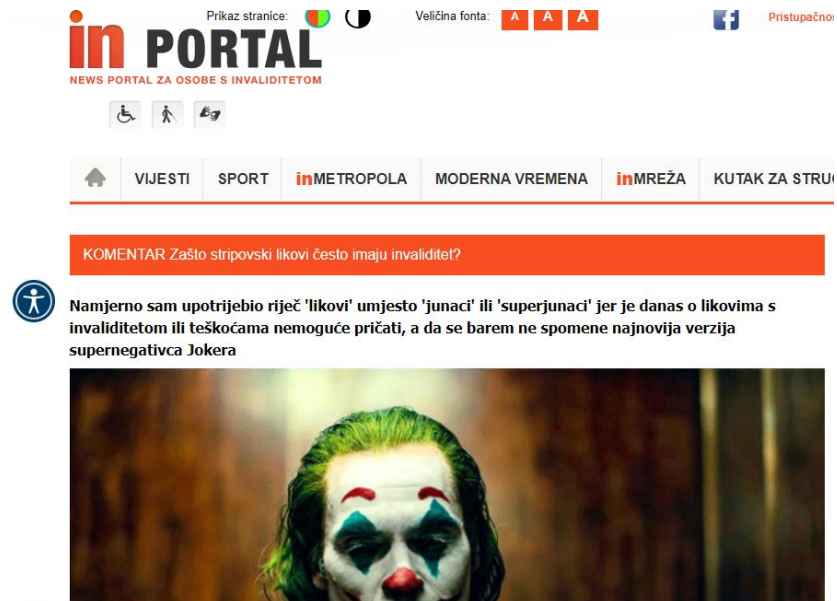 Prikaz stranice:
Veličina fonta: A A A
in PORTAL
NEWS PORTAL ZA OSOBE S INVALIDITETOM
VIJESTI SPORT inMETROPOLA MODERNA VREMENA inMREŽA KUTAK ZA STRU
KOMENTAR Zašto stripovski likovi često imaju invaliditet?
Namjerno sam upotrijebio riječ 'likovi' umjesto 'junaci' ili 'superjunaci' jer je danas o likovima s
invaliditetom ili teškoćama nemoguće pričati, a da se barem ne spomene najnovija verzija
supernegativca Jokera